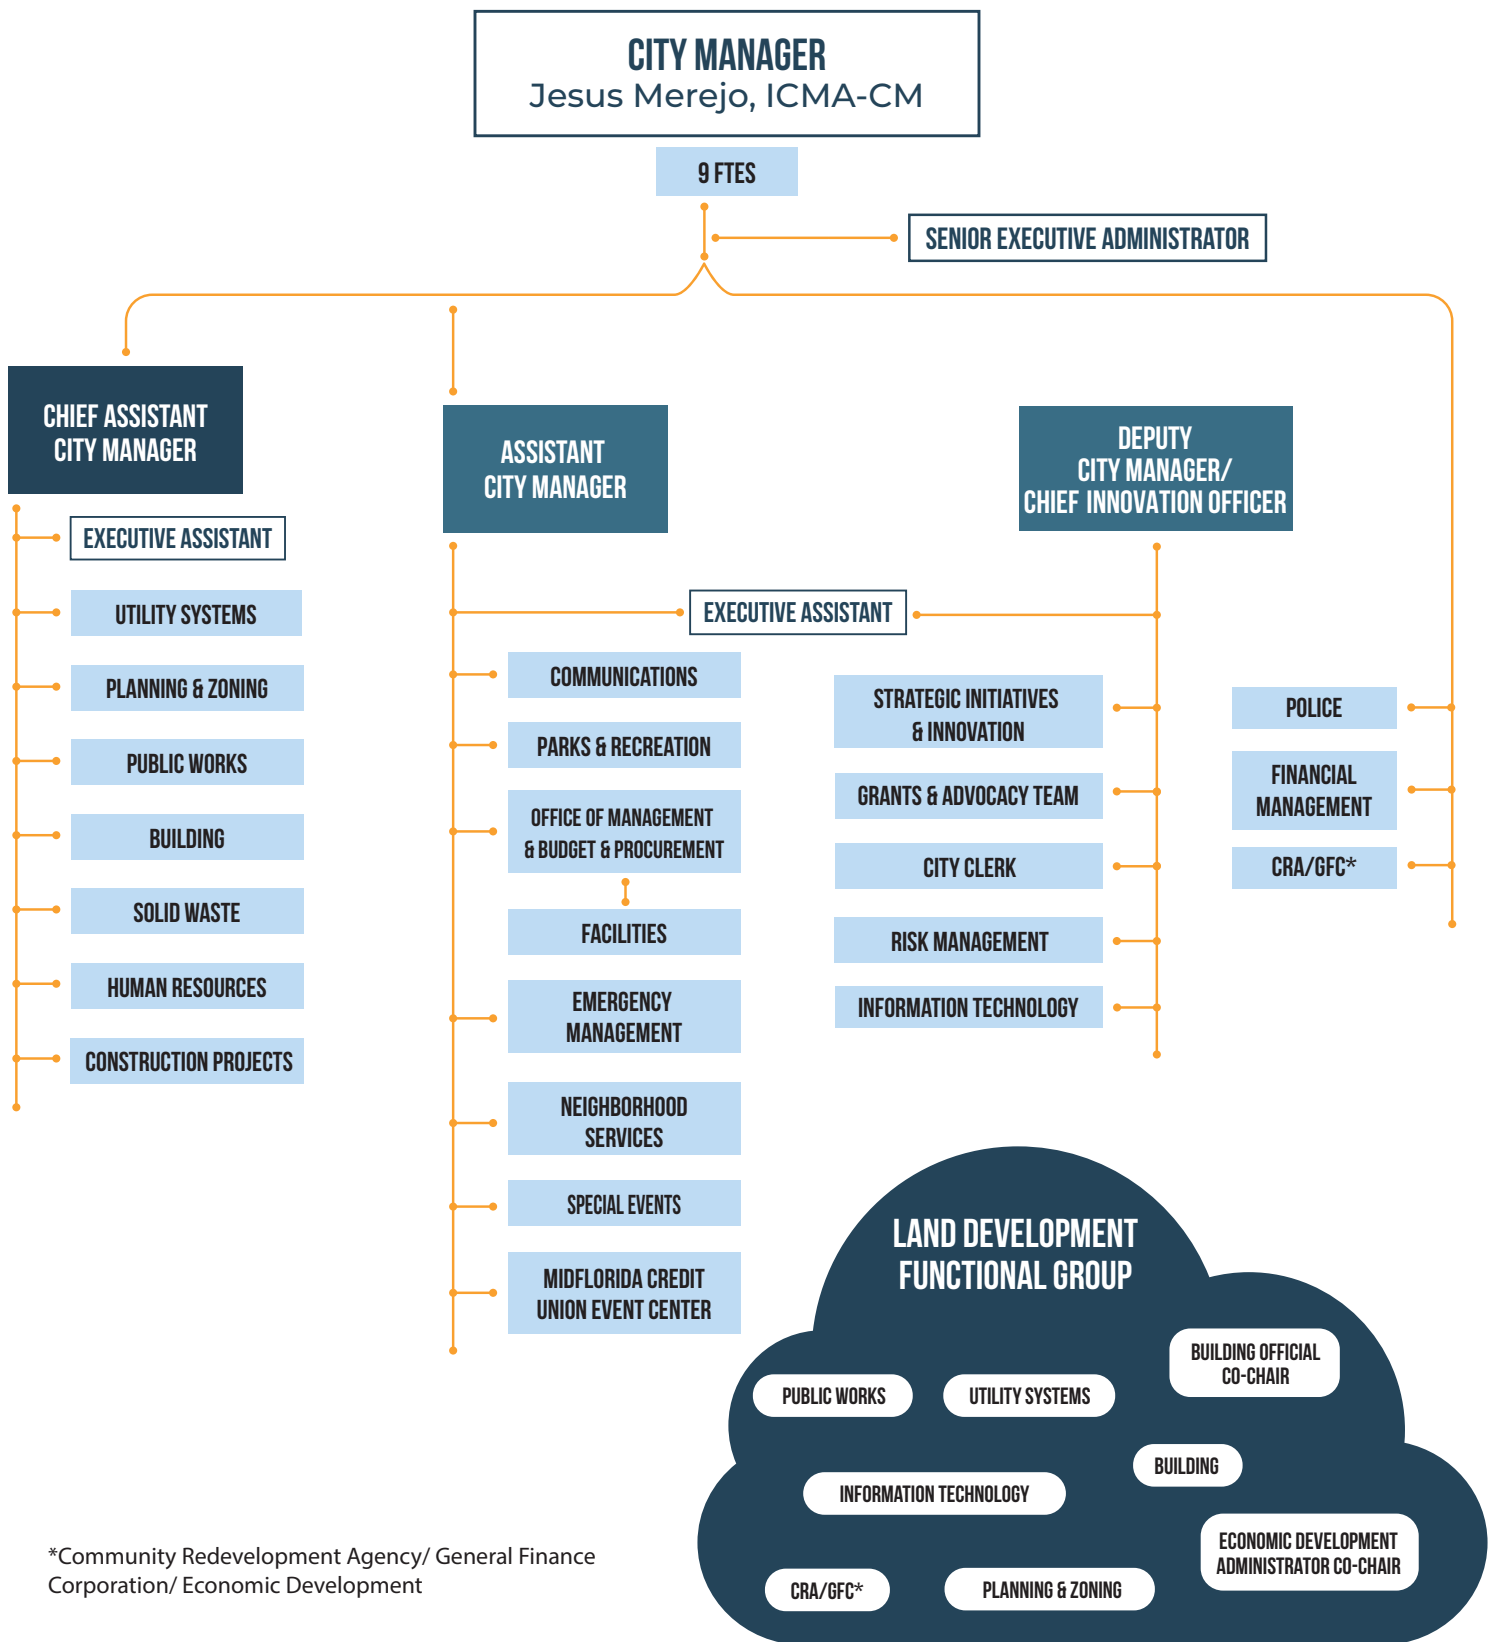 CITY MANAGER
Jesus Merejo, ICMA-CM
9 FTES
SENIOR EXECUTIVE ADMINISTRATOR
CHIEF ASSISTANT
CITY MANAGER
EXECUTIVE ASSISTANT
UTILITY SYSTEMS
PLANNING & ZONING
PUBLIC WORKS
BUILDING
SOLID WASTE
HUMAN RESOURCES
CONSTRUCTION PROJECTS
ASSISTANT
CITY MANAGER
EXECUTIVE ASSISTANT
COMMUNICATIONS
PARKS & RECREATION
OFFICE OF MANAGEMENT
& BUDGET & PROCUREMENT
FACILITIES
EMERGENCY
MANAGEMENT
NEIGHBORHOOD
SERVICES
SPECIAL EVENTS
MIDFLORIDA CREDIT
UNION EVENT CENTER
DEPUTY
CITY MANAGER/
CHIEF INNOVATION OFFICER
STRATEGIC INITIATIVES
& INNOVATION
GRANTS & ADVOCACY TEAM
CITY CLERK
RISK MANAGEMENT
INFORMATION TECHNOLOGY
POLICE
FINANCIAL
MANAGEMENT
CRA/GFC*
LAND DEVELOPMENT
FUNCTIONAL GROUP
BUILDING OFFICIAL
CO-CHAIR
PUBLIC WORKS
UTILITY SYSTEMS
BUILDING
INFORMATION TECHNOLOGY
ECONOMIC DEVELOPMENT
ADMINISTRATOR CO-CHAIR
CRA/GFC*
PLANNING & ZONING
*Community Redevelopment Agency/ General Finance
Corporation/ Economic Development